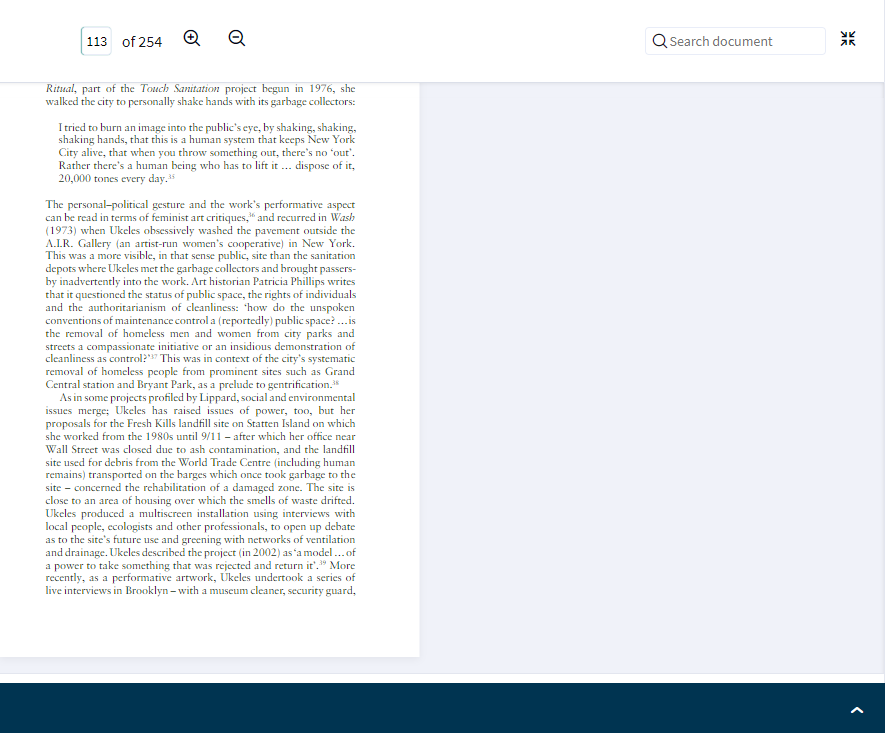 113 of 254
Search document
Ritual, part of the Touch Sanitation project begun in 1976, she
walked the city to personally shake hands with its garbage collectors:
I tried to burn an image into the public's eye, by shaking, shaking,
shaking hands, that this is a human system that keeps New York
City alive, that when you throw something out, there's no ‘out’.
Rather there's a human being who has to lift it … dispose of it,
20,000 tones every day.³⁵
The personal–political gesture and the work's performative aspect
can be read in terms of feminist art critiques,³⁶ and recurred in Wash
(1973) when Ukeles obsessively washed the pavement outside the
A.I.R. Gallery (an artist-run women's cooperative) in New York.
This was a more visible, in that sense public, site than the sanitation
depots where Ukeles met the garbage collectors and brought passers-
by inadvertently into the work. Art historian Patricia Phillips writes
that it questioned the status of public space, the rights of individuals
and the authoritarianism of cleanliness: ‘how do the unspoken
conventions of maintenance control a (reportedly) public space? … is
the removal of homeless men and women from city parks and
streets a compassionate initiative or an insidious demonstration of
cleanliness as control?’³⁷ This was in context of the city's systematic
removal of homeless people from prominent sites such as Grand
Central station and Bryant Park, as a prelude to gentrification.³⁸
As in some projects profiled by Lippard, social and environmental
issues merge; Ukeles has raised issues of power, too, but her
proposals for the Fresh Kills landfill site on Statten Island on which
she worked from the 1980s until 9/11 – after which her office near
Wall Street was closed due to ash contamination, and the landfill
site used for debris from the World Trade Centre (including human
remains) transported on the barges which once took garbage to the
site – concerned the rehabilitation of a damaged zone. The site is
close to an area of housing over which the smells of waste drifted.
Ukeles produced a multiscreen installation using interviews with
local people, ecologists and other professionals, to open up debate
as to the site's future use and greening with networks of ventilation
and drainage. Ukeles described the project (in 2002) as ‘a model … of
a power to take something that was rejected and return it’.³⁹ More
recently, as a performative artwork, Ukeles undertook a series of
live interviews in Brooklyn – with a museum cleaner, security guard,